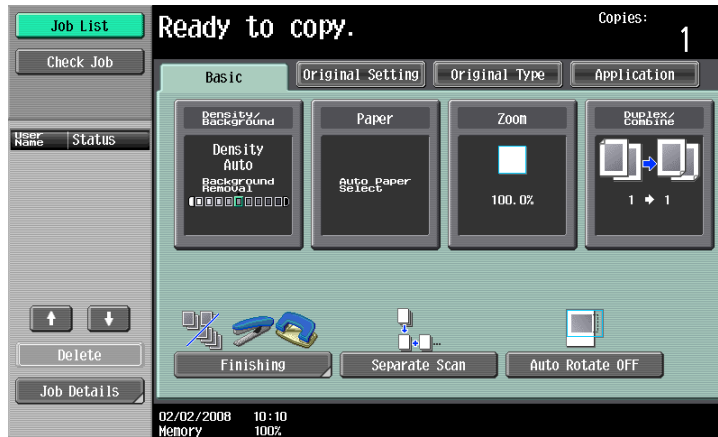 Job List
Check Job
User Name
Status
Delete
Job Details
Ready to copy.
Copies:
1
Basic
Original Setting
Original Type
Application
Density/
Background
Density
Auto
Background
Removal
Paper
Auto Paper
Select
Zoom
100.0%
Duplex/
Combine
1 → 1
Finishing
Separate Scan
Auto Rotate OFF
02/02/2008 10:10
Memory 100%